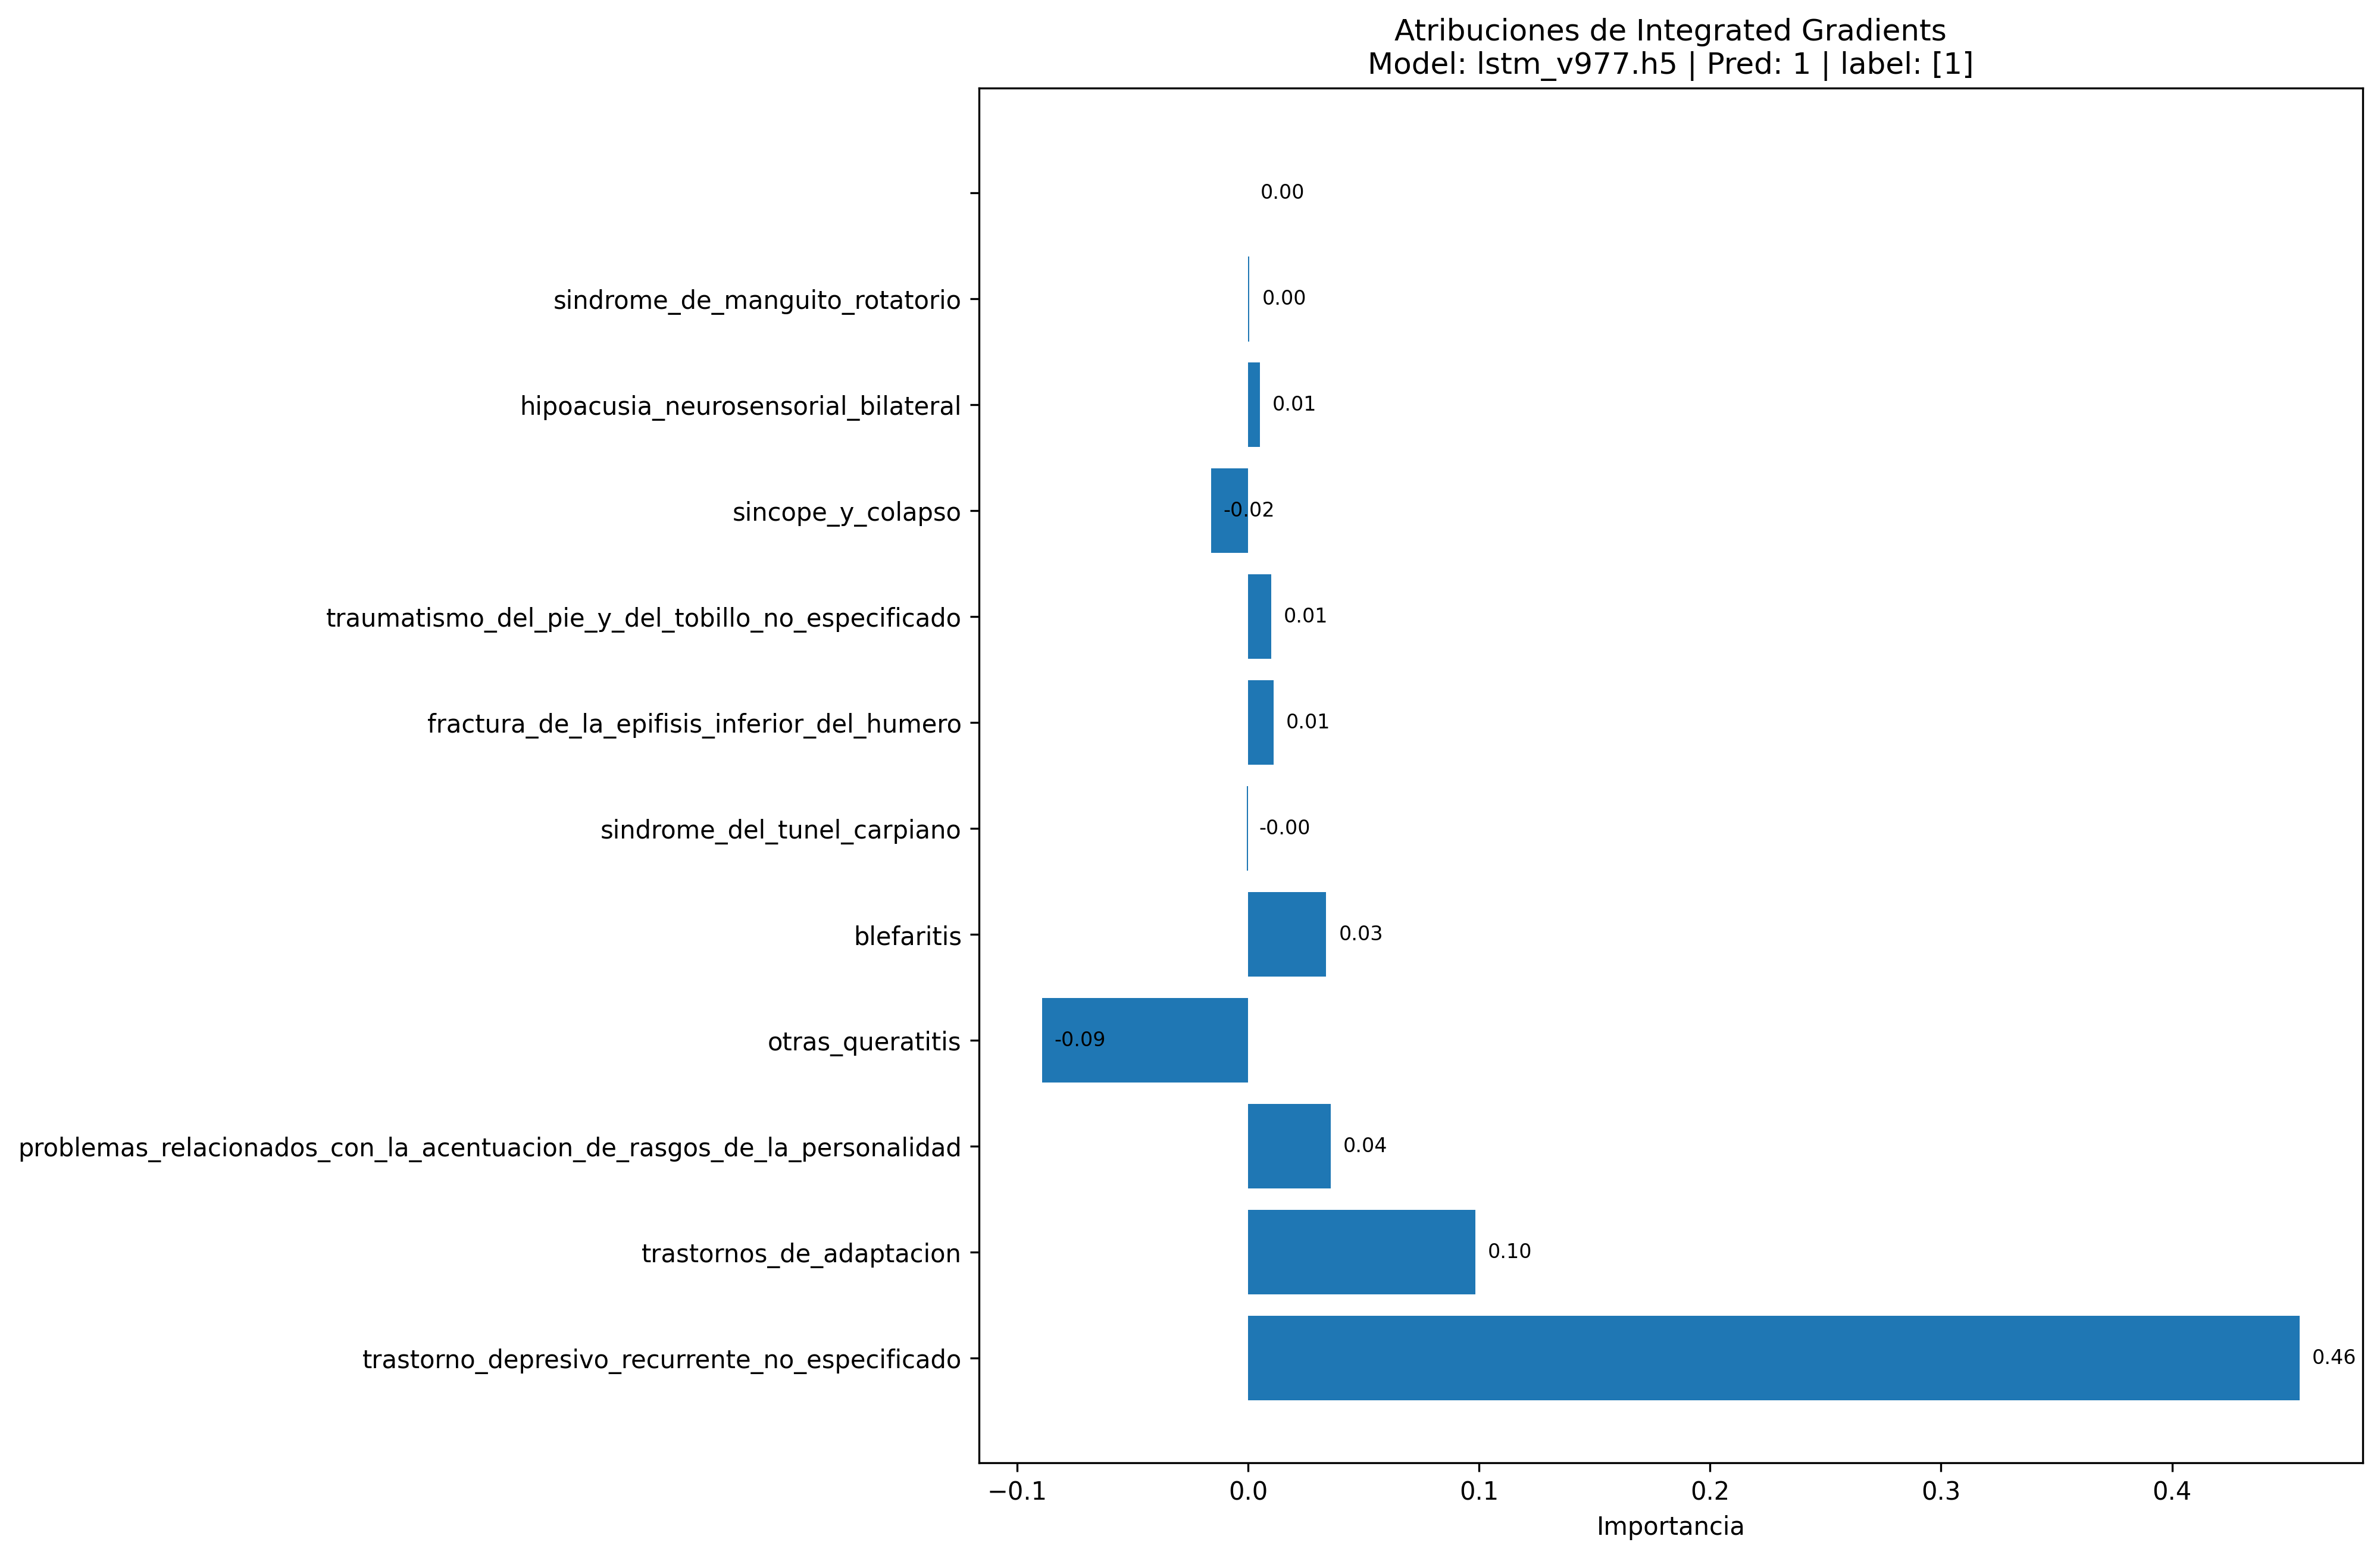 Atribuciones de Integrated Gradients
Model: lstm_v977.h5 | Pred: 1 | label: [1]
0.00
sindrome_de_manguito_rotatorio 0.00
hipoacusia_neurosensorial_bilateral 0.01
sincope_y_colapso -0.02
traumatismo_del_pie_y_del_tobillo_no_especificado 0.01
fractura_de_la_epifisis_inferior_del_humero 0.01
sindrome_del_tunel_carpiano -0.00
blefaritis 0.03
otras_queratitis -0.09
problemas_relacionados_con_la_acentuacion_de_rasgos_de_la_personalidad 0.04
trastornos_de_adaptacion 0.10
trastorno_depresivo_recurrente_no_especificado 0.46
−0.1 0.0 0.1 0.2 0.3 0.4
Importancia